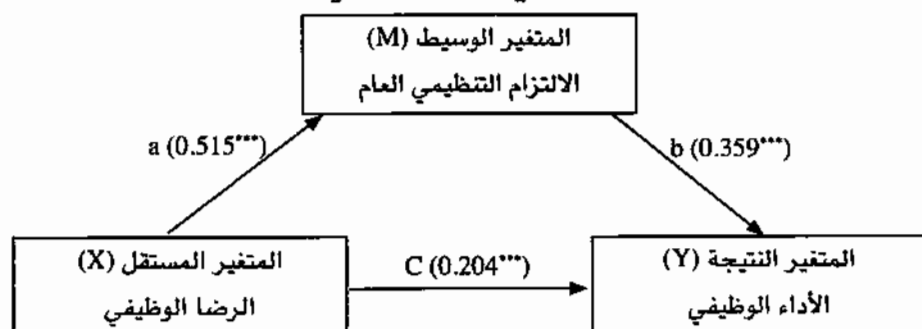 المتغير الوسيط (M)
الالتزام التنظيمي العام
a (0.515***)
b (0.359***)
المتغير المستقل (X)
الرضا الوظيفي
C (0.204***)
المتغير النتيجة (Y)
الأداء الوظيفي